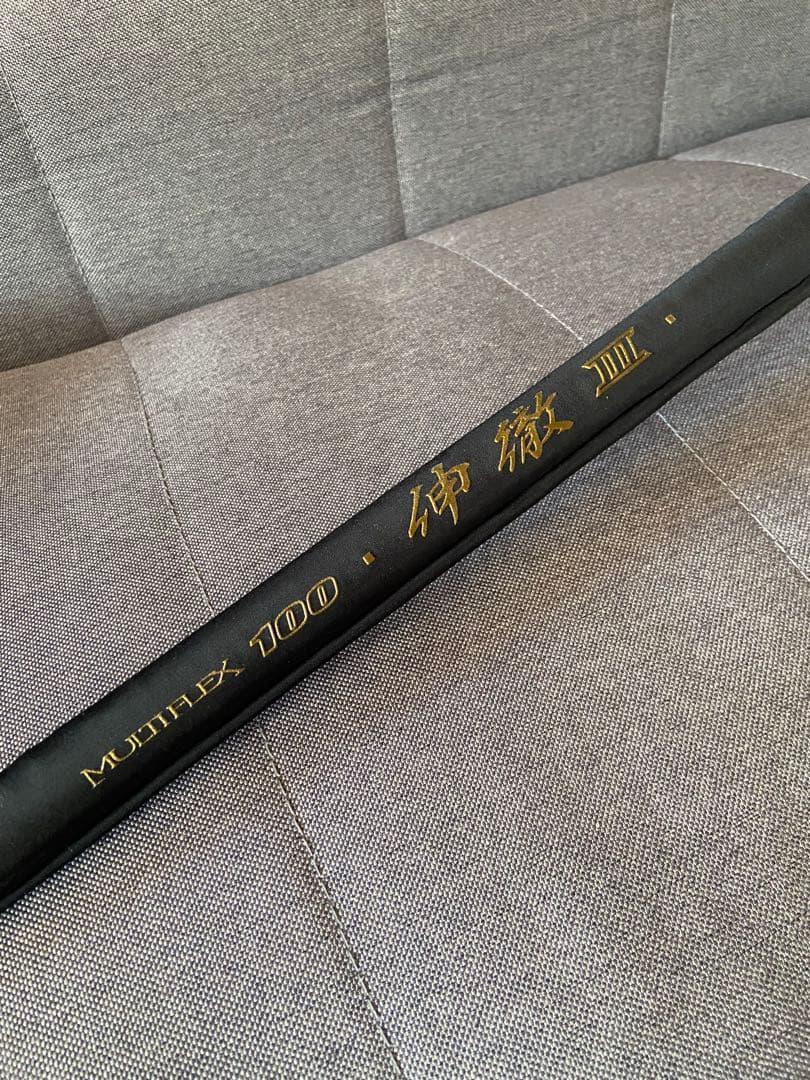 MULTIFLEX 100 · 伸徹 III ·